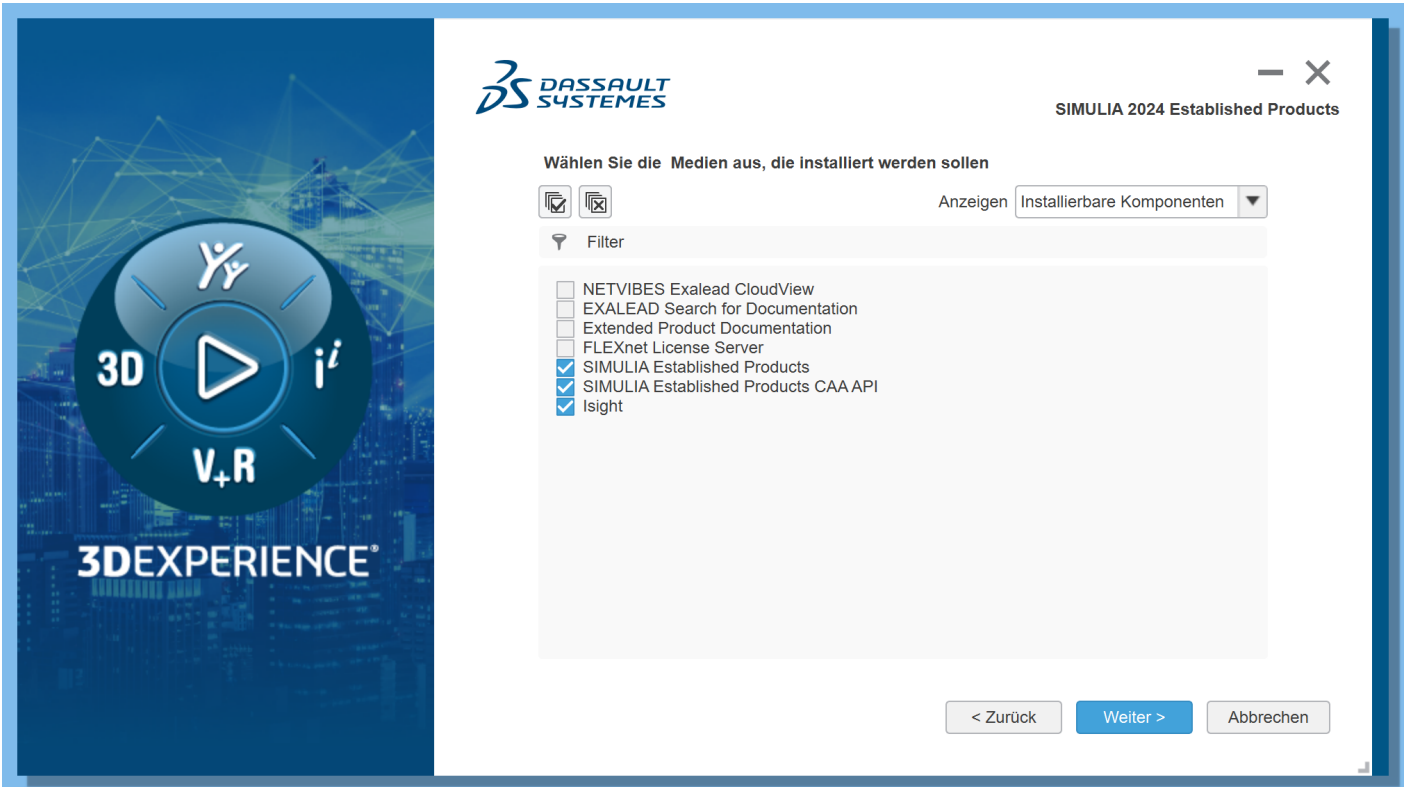 3D
i i
V+R
3DEXPERIENCE®
3DS DASSAULT
SYSTEMES
SIMULIA 2024 Established Products
Wählen Sie die  Medien aus, die installiert werden sollen
Anzeigen Installierbare Komponenten
Filter
NETVIBES Exalead CloudView
EXALEAD Search for Documentation
Extended Product Documentation
FLEXnet License Server
SIMULIA Established Products
SIMULIA Established Products CAA API
Isight
< Zurück Weiter > Abbrechen